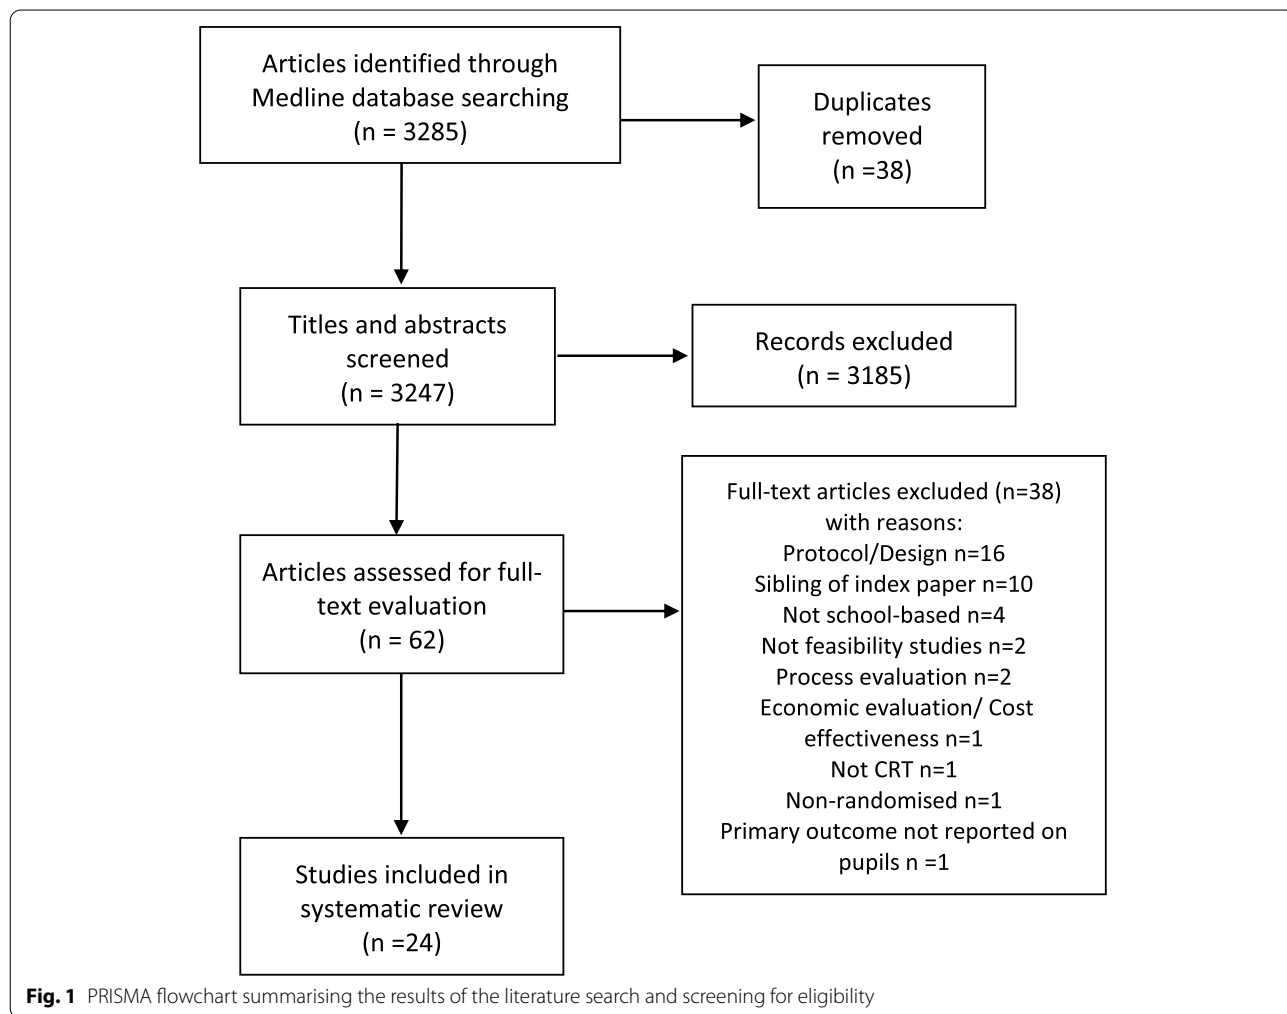 Articles identified through
Medline database searching
(n = 3285)
Duplicates
removed
(n =38)
Titles and abstracts
screened
(n = 3247)
Records excluded
(n = 3185)
Articles assessed for full-
text evaluation
(n = 62)
Full-text articles excluded (n=38)
with reasons:
Protocol/Design n=16
Sibling of index paper n=10
Not school-based n=4
Not feasibility studies n=2
Process evaluation n=2
Economic evaluation/ Cost
effectiveness n=1
Not CRT n=1
Non-randomised n=1
Primary outcome not reported on
pupils n =1
Studies included in
systematic review
(n =24)
Fig. 1 PRISMA flowchart summarising the results of the literature search and screening for eligibility